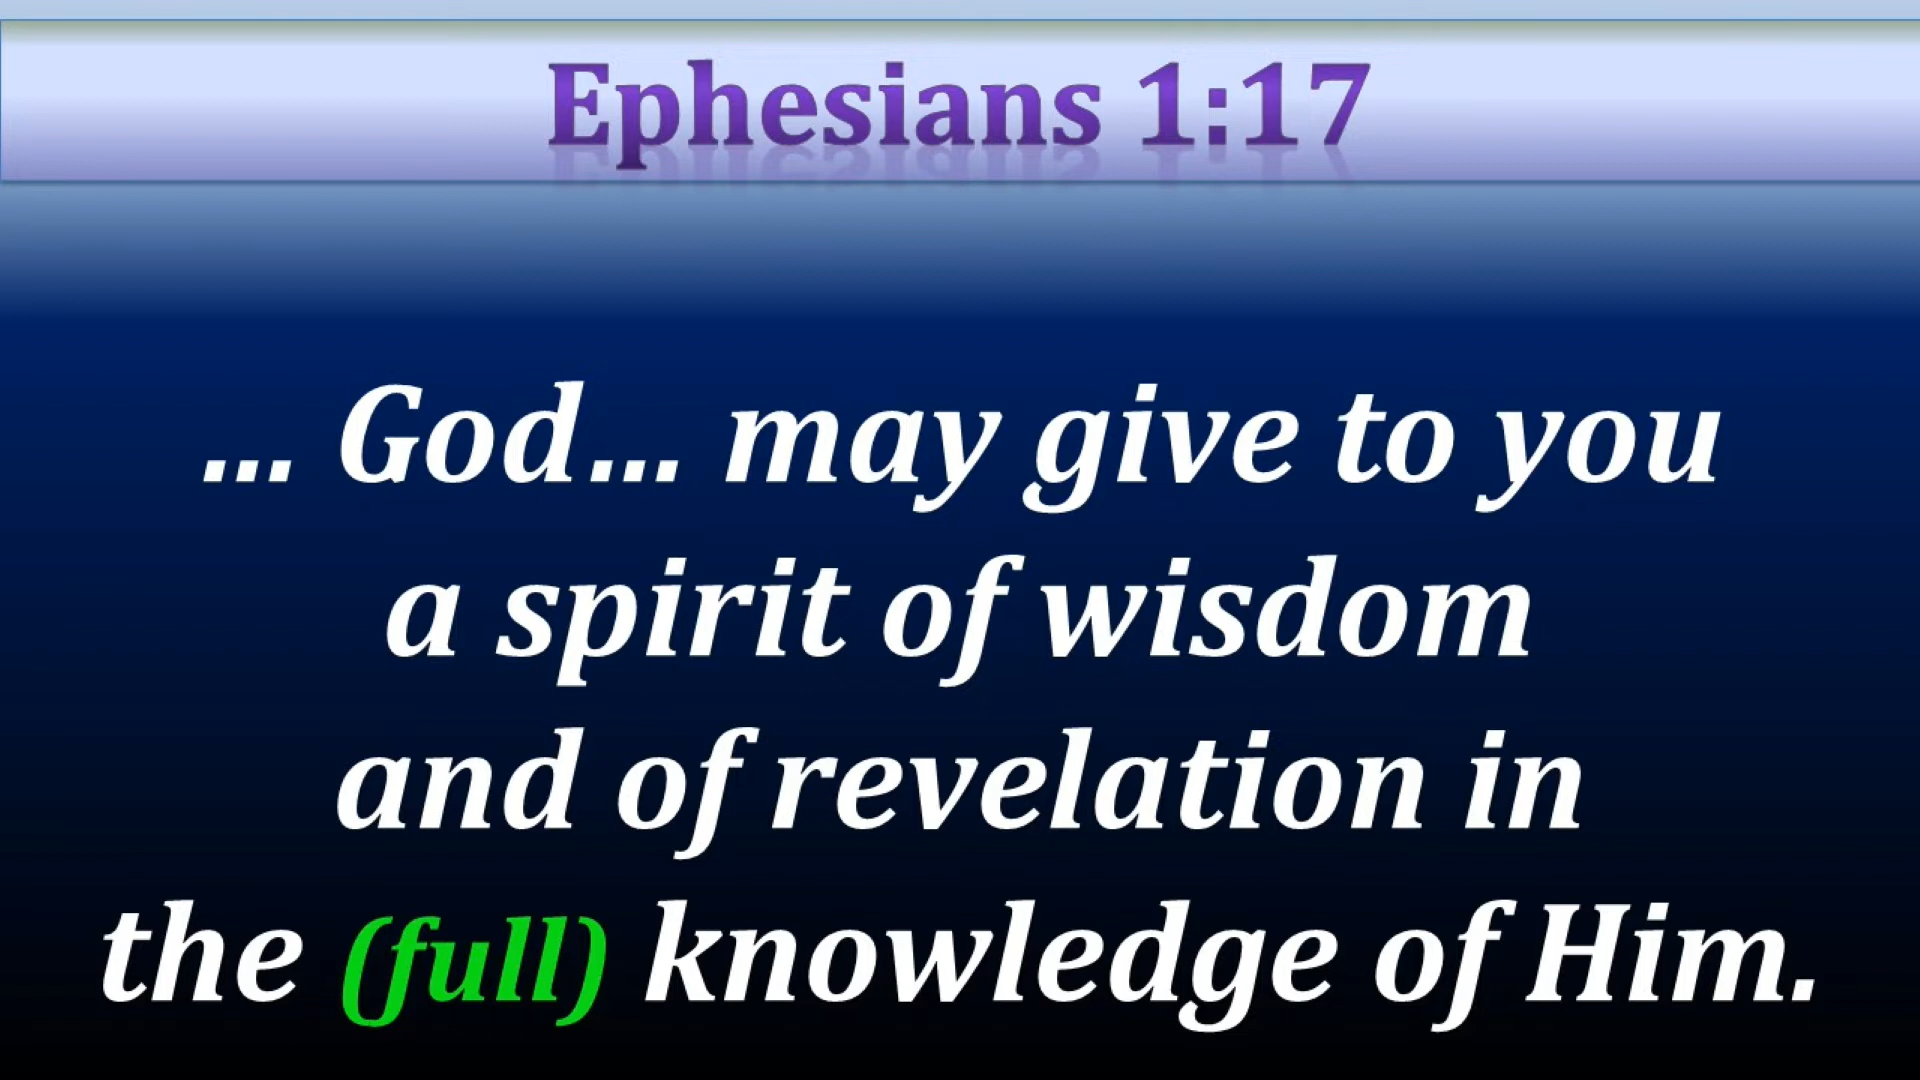 Ephesians 1:17
... God... may give to you
a spirit of wisdom
and of revelation in
the (full) knowledge of Him.